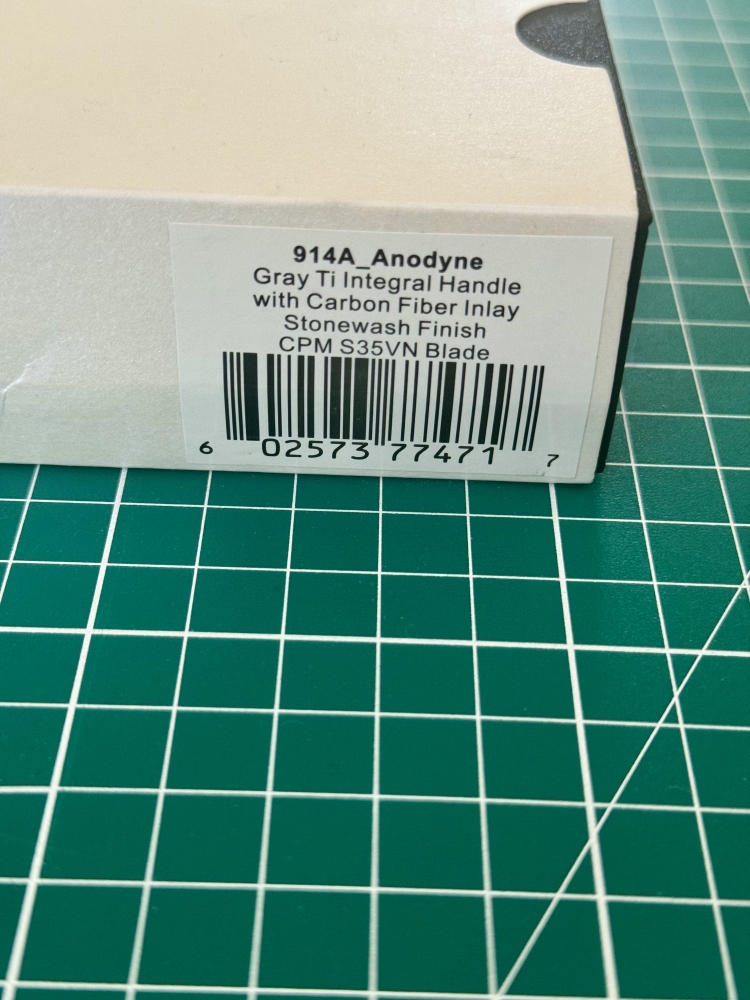 914A_Anodyne
Gray Ti Integral Handle
with Carbon Fiber Inlay
Stonewash Finish
CPM S35VN Blade
6 02573 77471 7